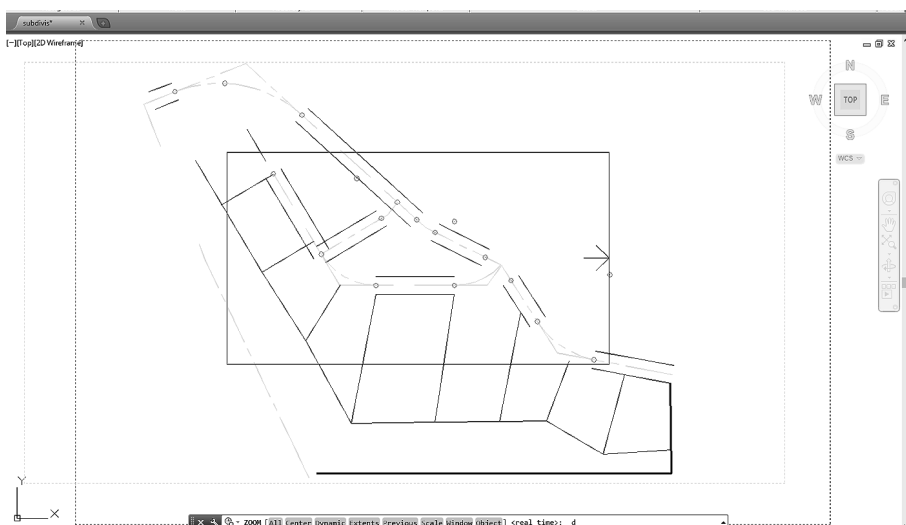 subdivis*
[−][Top][2D Wireframe]
N
W TOP E
S
WCS
Y
X
ZOOM [All Center Dynamic Extents Previous Scale Window Object] <real time>: d